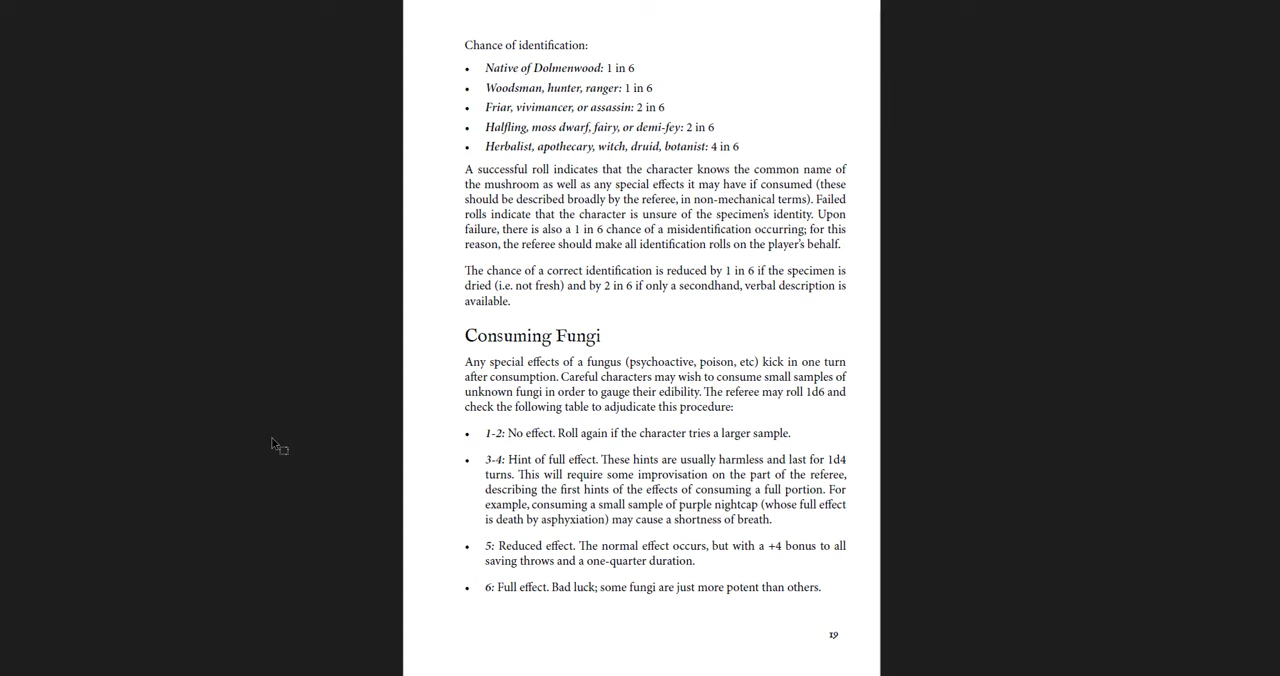 Chance of identification:
• Native of Dolmenwood: 1 in 6
• Woodsman, hunter, ranger: 1 in 6
• Friar, vivimancer, or assassin: 2 in 6
• Halfling, moss dwarf, fairy, or demi-fey: 2 in 6
• Herbalist, apothecary, witch, druid, botanist: 4 in 6
A successful roll indicates that the character knows the common name of
the mushroom as well as any special effects it may have if consumed (these
should be described broadly by the referee, in non-mechanical terms). Failed
rolls indicate that the character is unsure of the specimen's identity. Upon
failure, there is also a 1 in 6 chance of a misidentification occurring; for this
reason, the referee should make all identification rolls on the player's behalf.
The chance of a correct identification is reduced by 1 in 6 if the specimen is
dried (i.e. not fresh) and by 2 in 6 if only a secondhand, verbal description is
available.
Consuming Fungi
Any special effects of a fungus (psychoactive, poison, etc) kick in one turn
after consumption. Careful characters may wish to consume small samples of
unknown fungi in order to gauge their edibility. The referee may roll 1d6 and
check the following table to adjudicate this procedure:
• 1-2: No effect. Roll again if the character tries a larger sample.
• 3-4: Hint of full effect. These hints are usually harmless and last for 1d4
turns. This will require some improvisation on the part of the referee,
describing the first hints of the effects of consuming a full portion. For
example, consuming a small sample of purple nightcap (whose full effect
is death by asphyxiation) may cause a shortness of breath.
• 5: Reduced effect. The normal effect occurs, but with a +4 bonus to all
saving throws and a one-quarter duration.
• 6: Full effect. Bad luck; some fungi are just more potent than others.
19